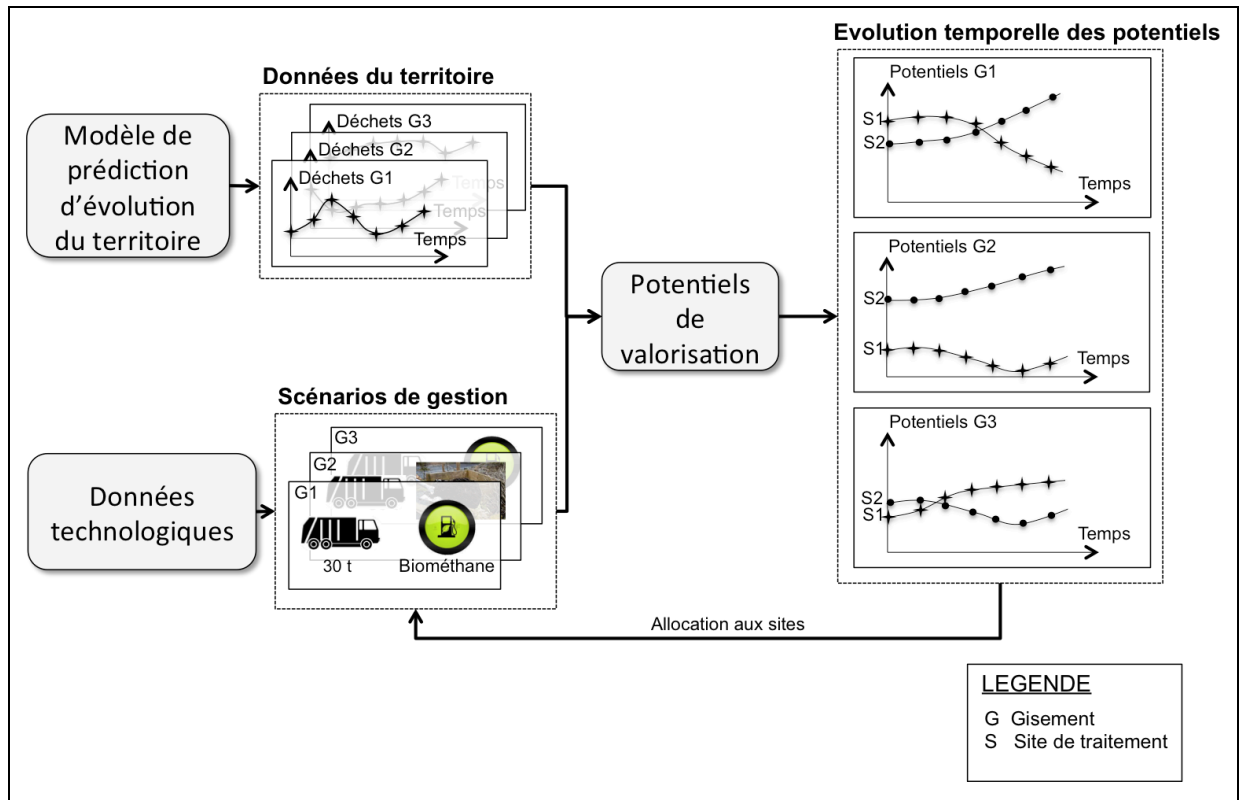 Evolution temporelle des potentiels
Données du territoire
Modèle de
prédiction
d’évolution
du territoire
Déchets G3
Déchets G2
Déchets G1
Temps
Temps
Temps
Potentiels G1
S1
S2
Temps
Potentiels G2
S2
S1
Temps
Potentiels
de
valorisation
Scénarios de gestion
Données
technologiques
G3
G2
G1
30 t
Biométhane
Potentiels G3
S2
S1
Temps
Allocation aux sites
LEGENDE
G Gisement
S Site de traitement